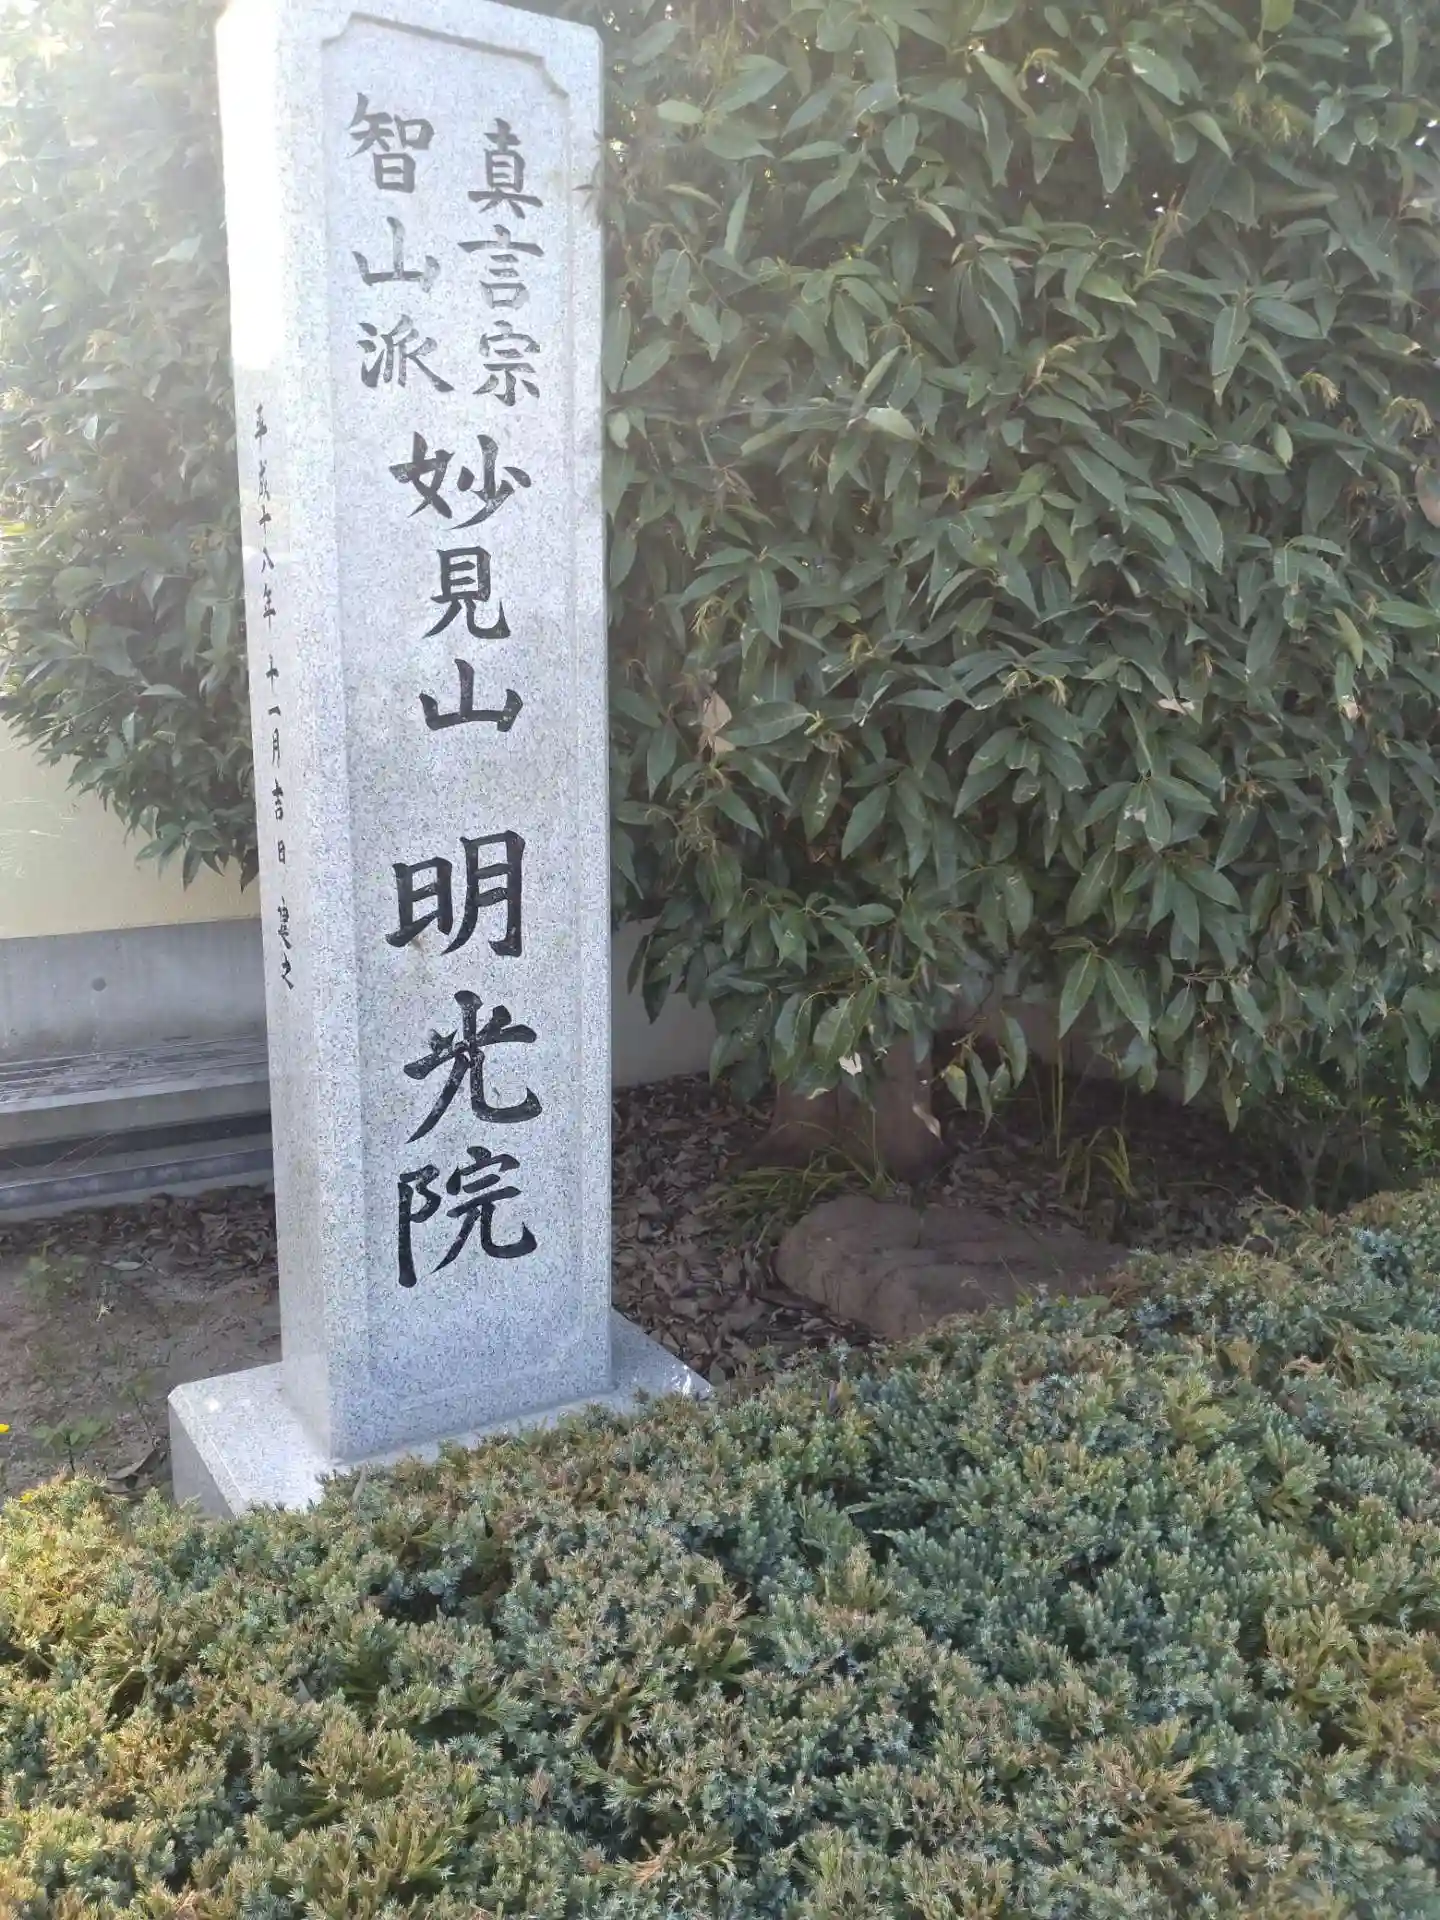 真言宗
智山派
妙見山 明光院
平成十八年十一月吉日 建之